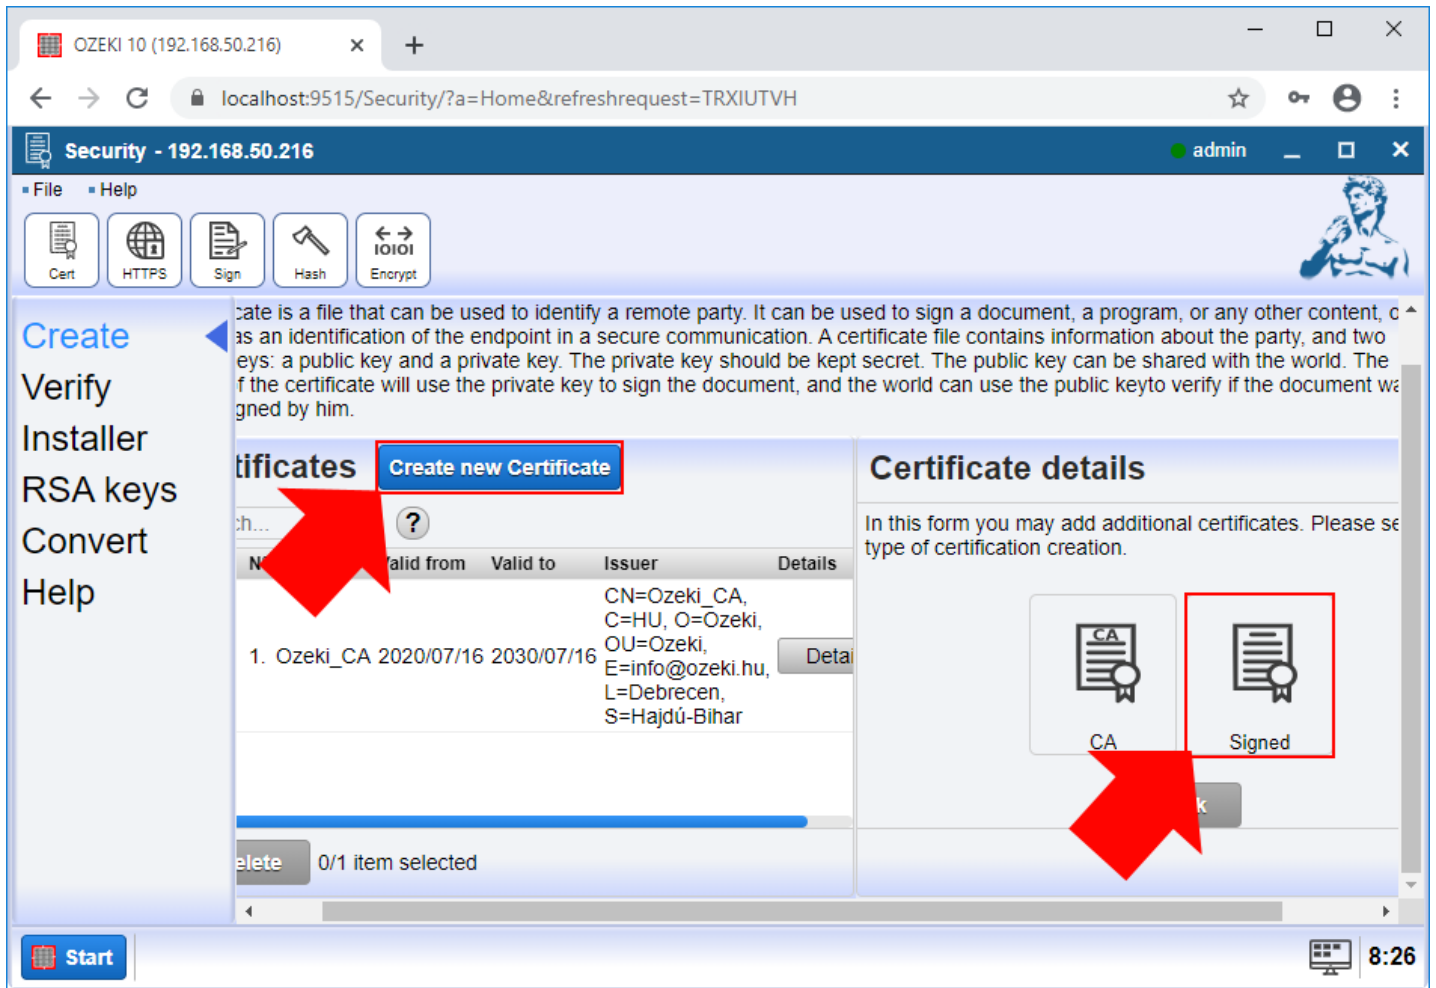 OZEKI 10 (192.168.50.216)
localhost:9515/Security/?a=Home&refreshrequest=TRXIUTVH
Security - 192.168.50.216
admin
File
Help
Cert
HTTPS
Sign
Hash
Encrypt
IOIOI
Create
Verify
Installer
RSA keys
Convert
Help
cate is a file that can be used to identify a remote party. It can be used to sign a document, a program, or any other content,
as an identification of the endpoint in a secure communication. A certificate file contains information about the party, and two
eys: a public key and a private key. The private key should be kept secret. The public key can be shared with the world. The
f the certificate will use the private key to sign the document, and the world can use the public keyto verify if the document wa
gned by him.
tificates
Create new Certificate
ch...
?
N
Valid from
Valid to
Issuer
Details
1. Ozeki_CA 2020/07/16 2030/07/16
CN=Ozeki_CA,
C=HU, O=Ozeki,
OU=Ozeki,
E=info@ozeki.hu,
L=Debrecen,
S=Hajdú-Bihar
Detai
elete
0/1 item selected
Certificate details
In this form you may add additional certificates. Please se
type of certification creation.
CA
CA
Signed
k
Start
8:26